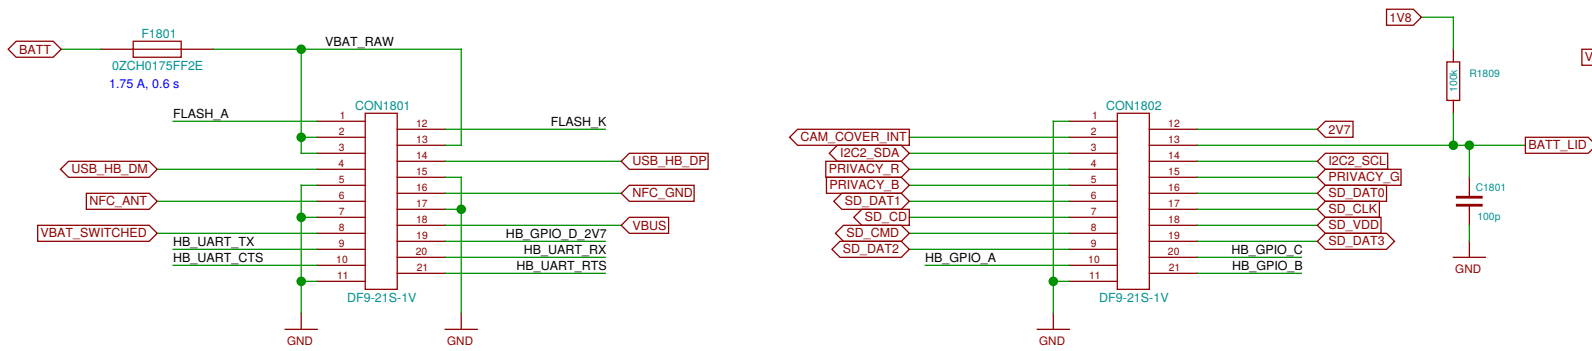 BATT
F1801
0ZCH0175FF2E
1.75 A, 0.6 s
VBAT_RAW
CON1801
FLASH_A 1
12 FLASH_K
2
13
3
14 USB_HB_DP
USB_HB_DM 4
15
5
16 NFC_GND
NFC_ANT 6
17
7
18 VBUS
VBAT_SWITCHED 8
19 HB_GPIO_D_2V7
HB_UART_TX 9
20 HB_UART_RX
HB_UART_CTS 10
21 HB_UART_RTS
11
DF9-21S-1V
GND
GND
CON1802
1
12 2V7
CAM_COVER_INT 2
13
I2C2_SDA 3
14 I2C2_SCL
PRIVACY_R 4
15 PRIVACY_G
PRIVACY_B 5
16 SD_DAT0
SD_DAT1 6
17 SD_CLK
SD_CD 7
18 SD_VDD
SD_CMD 8
19 SD_DAT3
SD_DAT2 9
20 HB_GPIO_C
HB_GPIO_A 10
21 HB_GPIO_B
11
DF9-21S-1V
GND
1V8
100k
R1809
BATT_LID
C1801
100p
GND
V